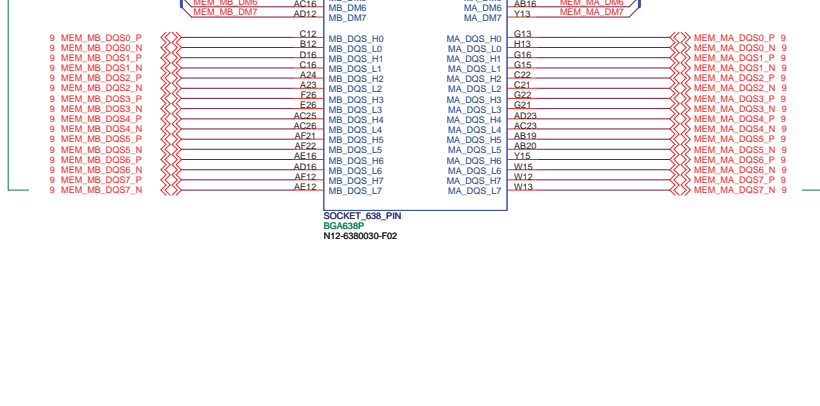 MEM_MB_DM6 AC16 MB_DM6 MA_DM6 AB16 MEM_MA_DM6
MEM_MB_DM7 AD12 MB_DM7 MA_DM7 Y13 MEM_MA_DM7
9 MEM_MB_DQS0_P C12 MB_DQS_H0 MA_DQS_H0 G13 MEM_MA_DQS0_P 9
9 MEM_MB_DQS0_N B12 MB_DQS_L0 MA_DQS_L0 H13 MEM_MA_DQS0_N 9
9 MEM_MB_DQS1_P D16 MB_DQS_H1 MA_DQS_H1 G16 MEM_MA_DQS1_P 9
9 MEM_MB_DQS1_N C16 MB_DQS_L1 MA_DQS_L1 G15 MEM_MA_DQS1_N 9
9 MEM_MB_DQS2_P A24 MB_DQS_H2 MA_DQS_H2 C22 MEM_MA_DQS2_P 9
9 MEM_MB_DQS2_N A23 MB_DQS_L2 MA_DQS_L2 C21 MEM_MA_DQS2_N 9
9 MEM_MB_DQS3_P F26 MB_DQS_H3 MA_DQS_H3 G22 MEM_MA_DQS3_P 9
9 MEM_MB_DQS3_N E26 MB_DQS_L3 MA_DQS_L3 G21 MEM_MA_DQS3_N 9
9 MEM_MB_DQS4_P AC25 MB_DQS_H4 MA_DQS_H4 AD23 MEM_MA_DQS4_P 9
9 MEM_MB_DQS4_N AC26 MB_DQS_L4 MA_DQS_L4 AC23 MEM_MA_DQS4_N 9
9 MEM_MB_DQS5_P AF21 MB_DQS_H5 MA_DQS_H5 AB19 MEM_MA_DQS5_P 9
9 MEM_MB_DQS5_N AF22 MB_DQS_L5 MA_DQS_L5 AB20 MEM_MA_DQS5_N 9
9 MEM_MB_DQS6_P AE16 MB_DQS_H6 MA_DQS_H6 Y15 MEM_MA_DQS6_P 9
9 MEM_MB_DQS6_N AD16 MB_DQS_L6 MA_DQS_L6 W15 MEM_MA_DQS6_N 9
9 MEM_MB_DQS7_P AF12 MB_DQS_H7 MA_DQS_H7 W12 MEM_MA_DQS7_P 9
9 MEM_MB_DQS7_N AE12 MB_DQS_L7 MA_DQS_L7 W13 MEM_MA_DQS7_N 9
SOCKET_638_PIN
BGA638P
N12-6380030-F02